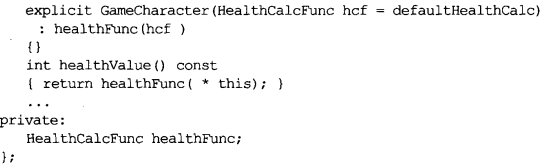 explicit GameCharacter(HealthCalcFunc hcf = defaultHealthCalc)
: healthFunc(hcf )
{}
int healthValue() const
{ return healthFunc( * this); }
...
private:
HealthCalcFunc healthFunc;
};